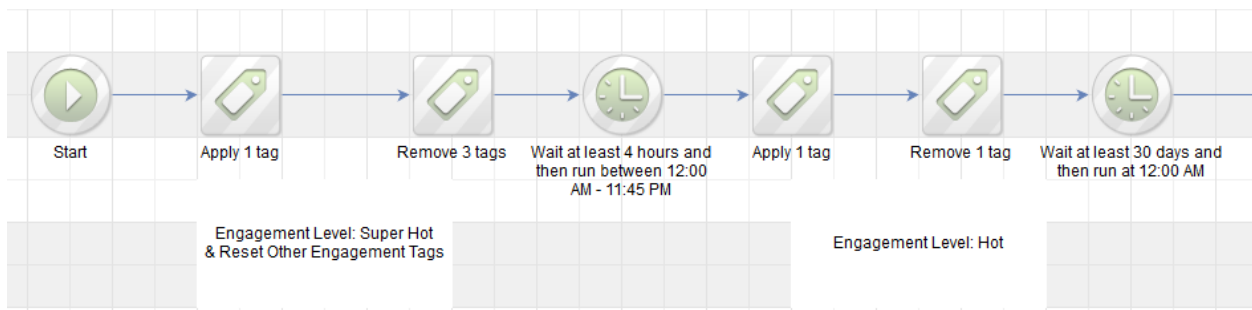 Start
Apply 1 tag
Remove 3 tags
Wait at least 4 hours and
then run between 12:00
AM - 11:45 PM
Apply 1 tag
Remove 1 tag
Wait at least 30 days and
then run at 12:00 AM
Engagement Level: Super Hot
& Reset Other Engagement Tags
Engagement Level: Hot